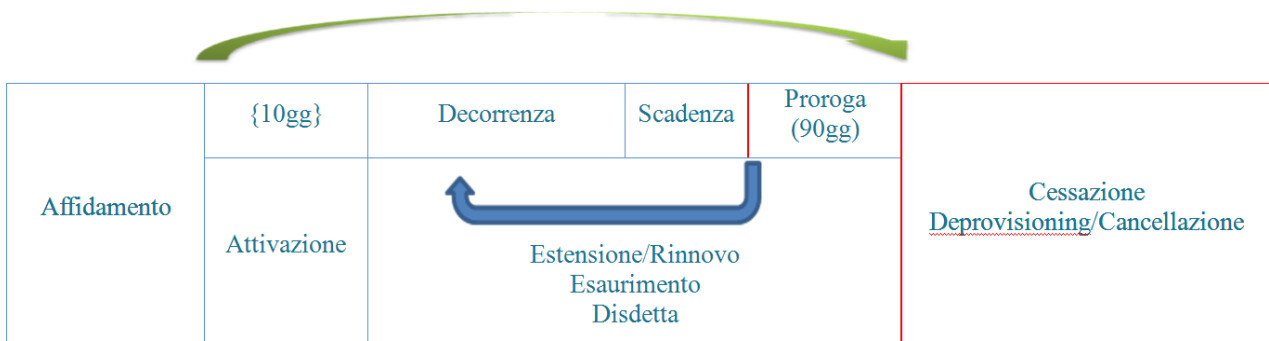 Affidamento
{10gg}
Attivazione
Decorrenza
Scadenza
Proroga
(90gg)
Estensione/Rinnovo
Esaurimento
Disdetta
Cessazione
Deprovisioning/Cancellazione